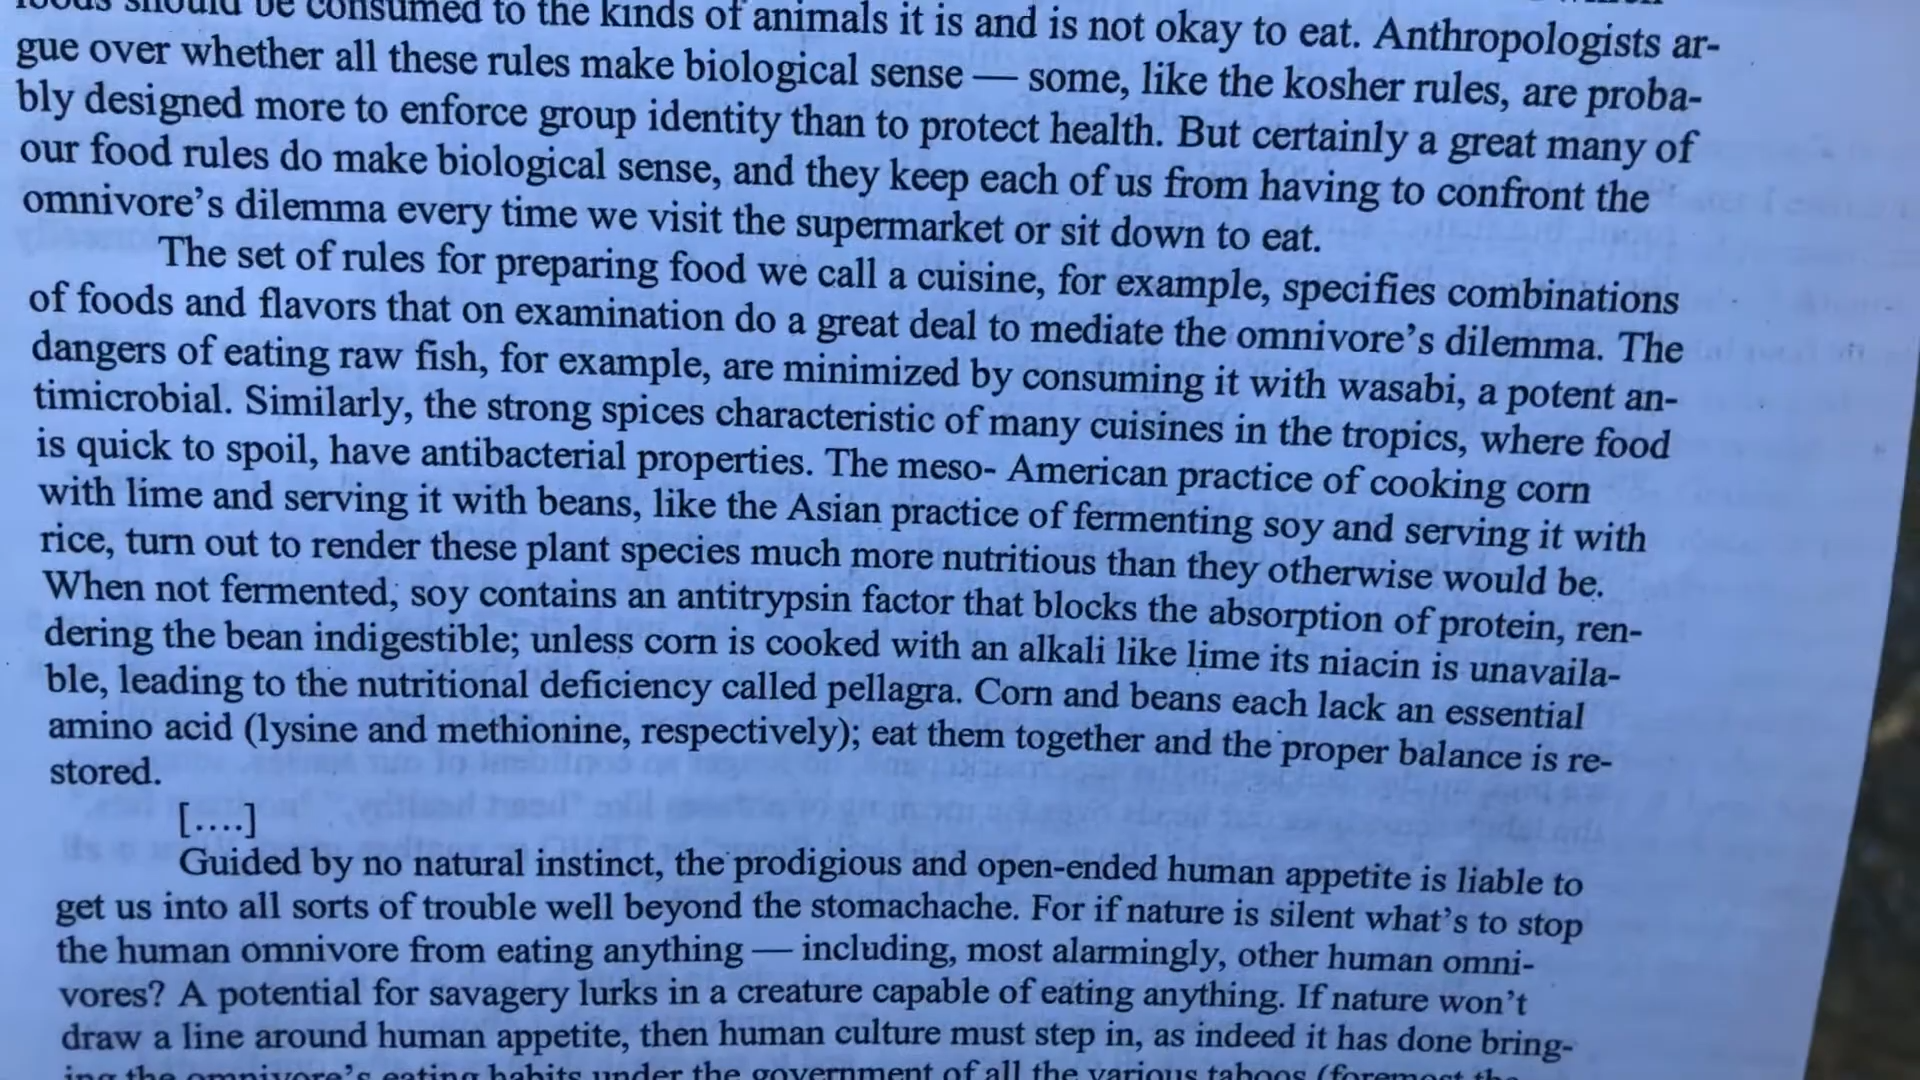 foods should be consumed to the kinds of animals it is and is not okay to eat. Anthropologists ar-
gue over whether all these rules make biological sense — some, like the kosher rules, are proba-
bly designed more to enforce group identity than to protect health. But certainly a great many of
our food rules do make biological sense, and they keep each of us from having to confront the
omnivore's dilemma every time we visit the supermarket or sit down to eat.
The set of rules for preparing food we call a cuisine, for example, specifies combinations
of foods and flavors that on examination do a great deal to mediate the omnivore's dilemma. The
dangers of eating raw fish, for example, are minimized by consuming it with wasabi, a potent an-
timicrobial. Similarly, the strong spices characteristic of many cuisines in the tropics, where food
is quick to spoil, have antibacterial properties. The meso- American practice of cooking corn
with lime and serving it with beans, like the Asian practice of fermenting soy and serving it with
rice, turn out to render these plant species much more nutritious than they otherwise would be.
When not fermented, soy contains an antitrypsin factor that blocks the absorption of protein, ren-
dering the bean indigestible; unless corn is cooked with an alkali like lime its niacin is unavaila-
ble, leading to the nutritional deficiency called pellagra. Corn and beans each lack an essential
amino acid (lysine and methionine, respectively); eat them together and the proper balance is re-
stored.
[....]
Guided by no natural instinct, the prodigious and open-ended human appetite is liable to
get us into all sorts of trouble well beyond the stomachache. For if nature is silent what's to stop
the human omnivore from eating anything — including, most alarmingly, other human omni-
vores? A potential for savagery lurks in a creature capable of eating anything. If nature won't
draw a line around human appetite, then human culture must step in, as indeed it has done bring-
ing the omnivore's eating habits under the government of all the various taboos (foremost the